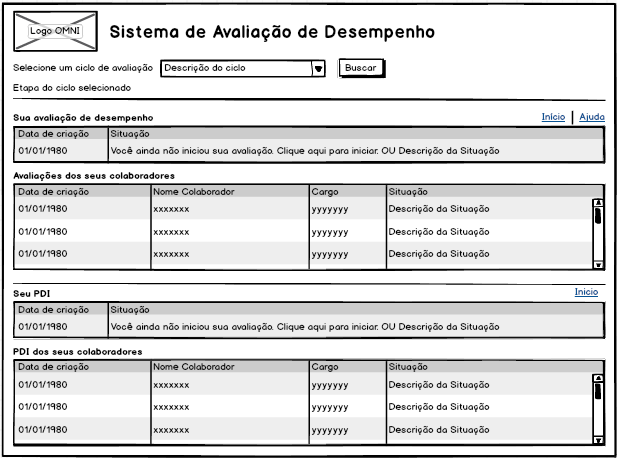 Logo OMNI
Sistema de Avaliação de Desempenho
Selecione um ciclo de avaliação Descrição do ciclo Buscar
Etapa do ciclo selecionado
Sua avaliação de desempenho Início Ajuda
Data de criação Situação
01/01/1980 Você ainda não iniciou sua avaliação. Clique aqui para iniciar. OU Descrição da Situação
Avaliações dos seus colaboradores
Data de criação Nome Colaborador Cargo Situação
01/01/1980 xxxxxxx yyyyyyy Descrição da Situação
01/01/1980 xxxxxxx yyyyyyy Descrição da Situação
01/01/1980 xxxxxxx yyyyyyy Descrição da Situação
Seu PDI Início
Data de criação Situação
01/01/1980 Você ainda não iniciou sua avaliação. Clique aqui para iniciar. OU Descrição da Situação
PDI dos seus colaboradores
Data de criação Nome Colaborador Cargo Situação
01/01/1980 xxxxxxx yyyyyyy Descrição da Situação
01/01/1980 xxxxxxx yyyyyyy Descrição da Situação
01/01/1980 xxxxxxx yyyyyyy Descrição da Situação